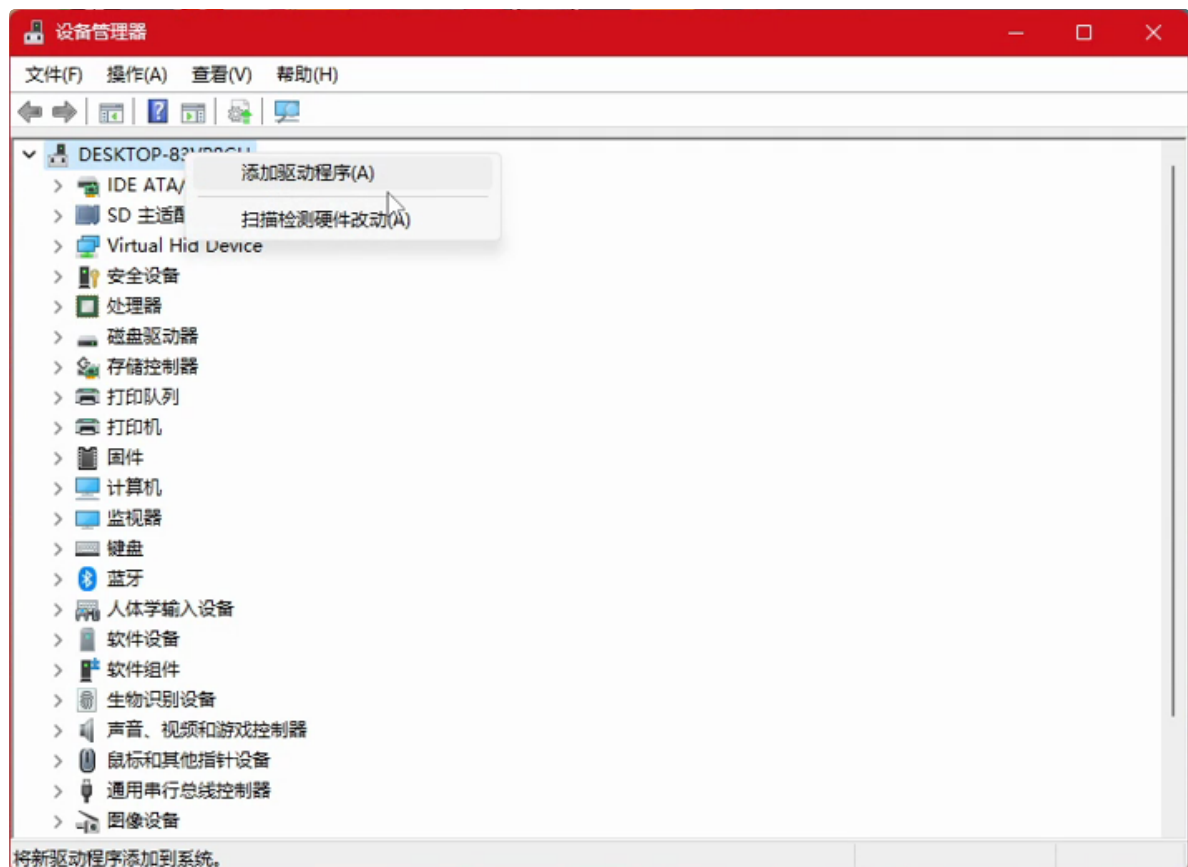 设备管理器
文件(F) 操作(A) 查看(V) 帮助(H)
DESKTOP-83
添加驱动程序(A)
IDE ATA/
扫描检测硬件改动(A)
SD 主适配
Virtual Hid Device
安全设备
处理器
磁盘驱动器
存储控制器
打印队列
打印机
固件
计算机
监视器
键盘
蓝牙
人体学输入设备
软件设备
软件组件
生物识别设备
声音、视频和游戏控制器
鼠标和其他指针设备
通用串行总线控制器
图像设备
将新驱动程序添加到系统。